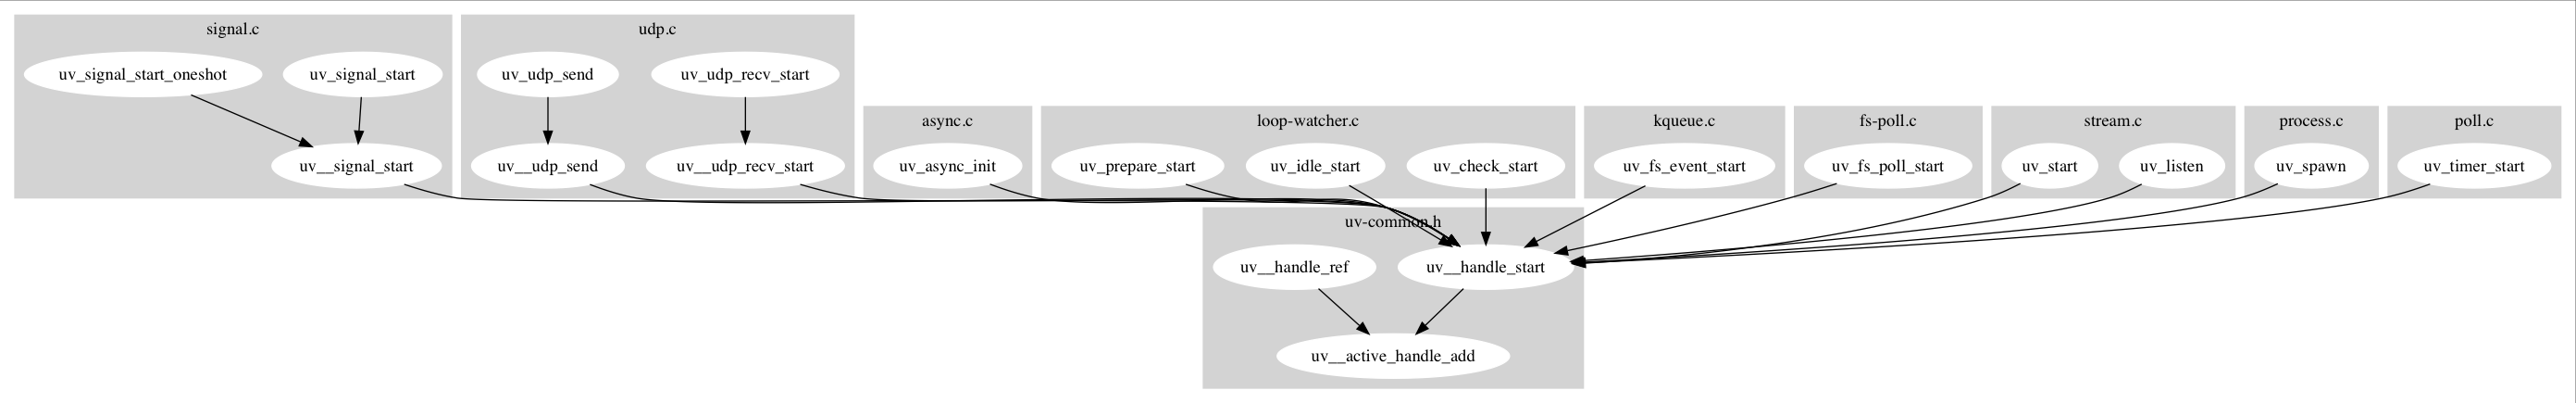 signal.c
udp.c
uv_signal_start_oneshot
uv_signal_start
uv_udp_send
uv_udp_recv_start
async.c
loop-watcher.c
kqueue.c
fs-poll.c
stream.c
process.c
poll.c
uv__signal_start
uv__udp_send
uv__udp_recv_start
uv_async_init
uv_prepare_start
uv_idle_start
uv_check_start
uv_fs_event_start
uv_fs_poll_start
uv_start
uv_listen
uv_spawn
uv_timer_start
uv-common.h
uv__handle_ref
uv__handle_start
uv__active_handle_add